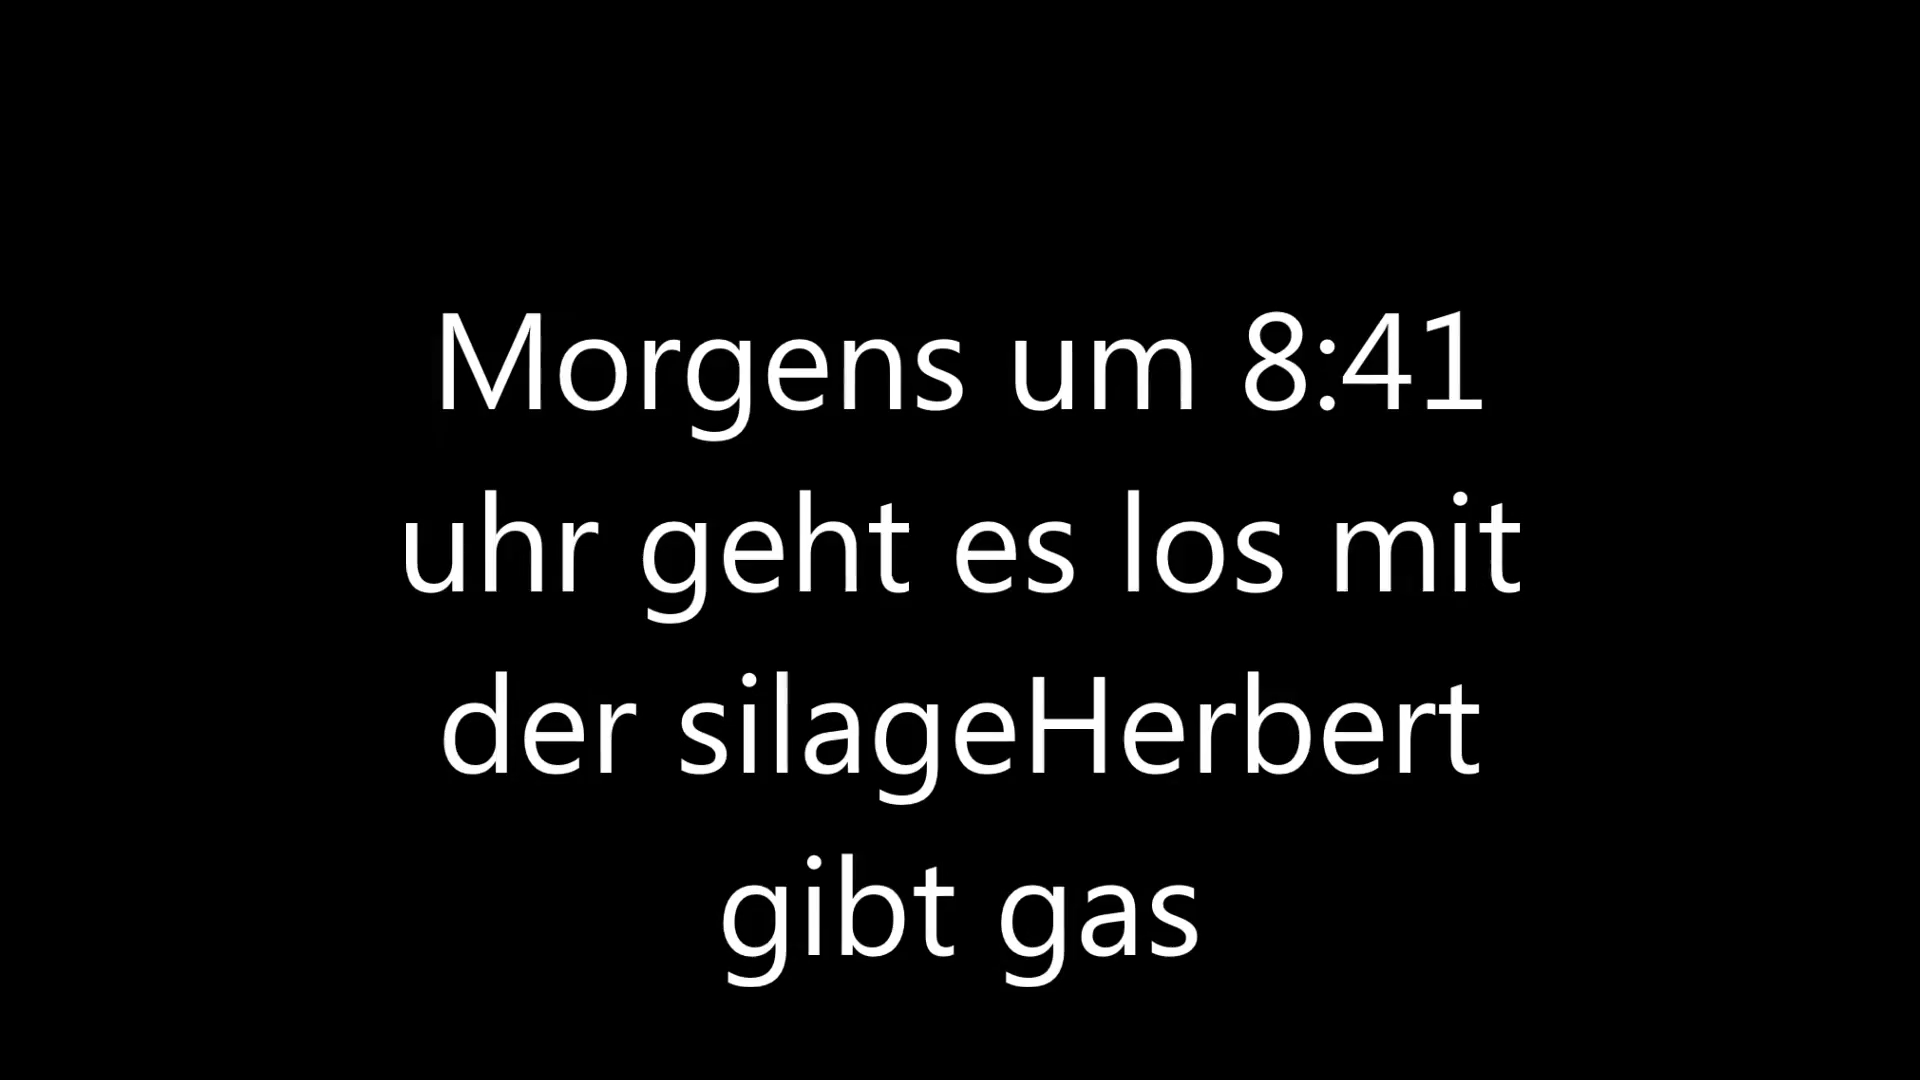 Morgens um 8:41
uhr geht es los mit
der silageHerbert
gibt gas